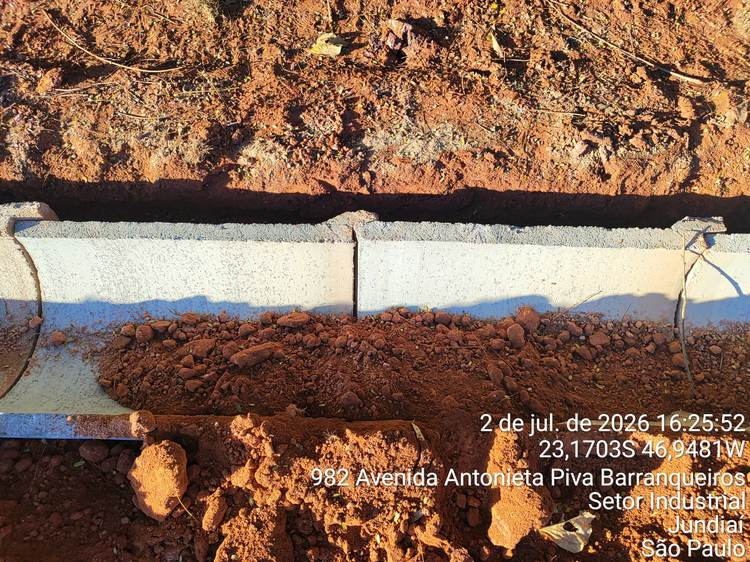 2 de jul. de 2026 16:25:52
23,1703S 46,9481W
982 Avenida Antonieta Piva Barranqueiros
Setor Industrial
Jundiaí
São Paulo